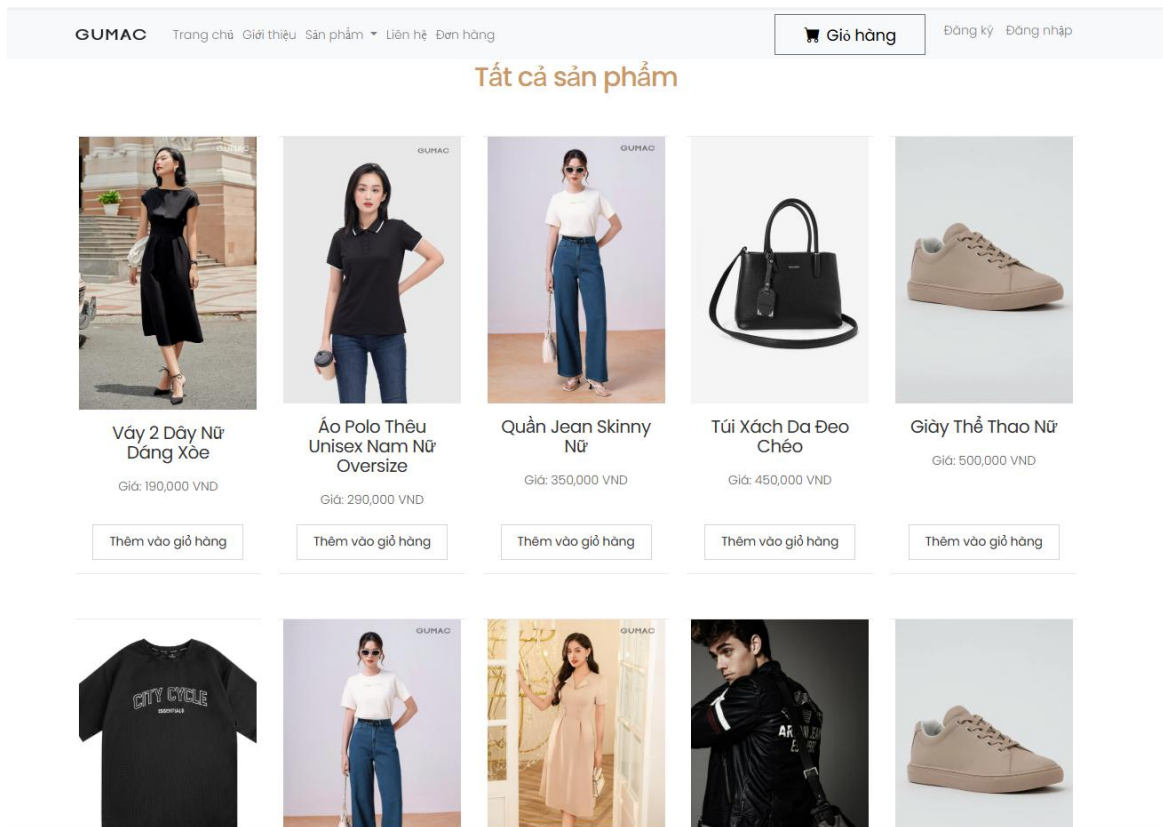 GUMAC Trang chủ Giới thiệu Sản phẩm Liên hệ Đơn hàng Giỏ hàng Đăng ký Đăng nhập
Tất cả sản phẩm
GUMAC
GUMAC
GUMAC
Váy 2 Dây Nữ
Dáng Xòe
Giá: 190,000 VND
Thêm vào giỏ hàng
Áo Polo Thêu
Unisex Nam Nữ
Oversize
Giá: 290,000 VND
Thêm vào giỏ hàng
Quần Jean Skinny
Nữ
Giá: 350,000 VND
Thêm vào giỏ hàng
Túi Xách Da Đeo
Chéo
Giá: 450,000 VND
Thêm vào giỏ hàng
Giày Thể Thao Nữ
Giá: 500,000 VND
Thêm vào giỏ hàng
CITY CYCLE
ESSENTIALS
GUMAC
GUMAC